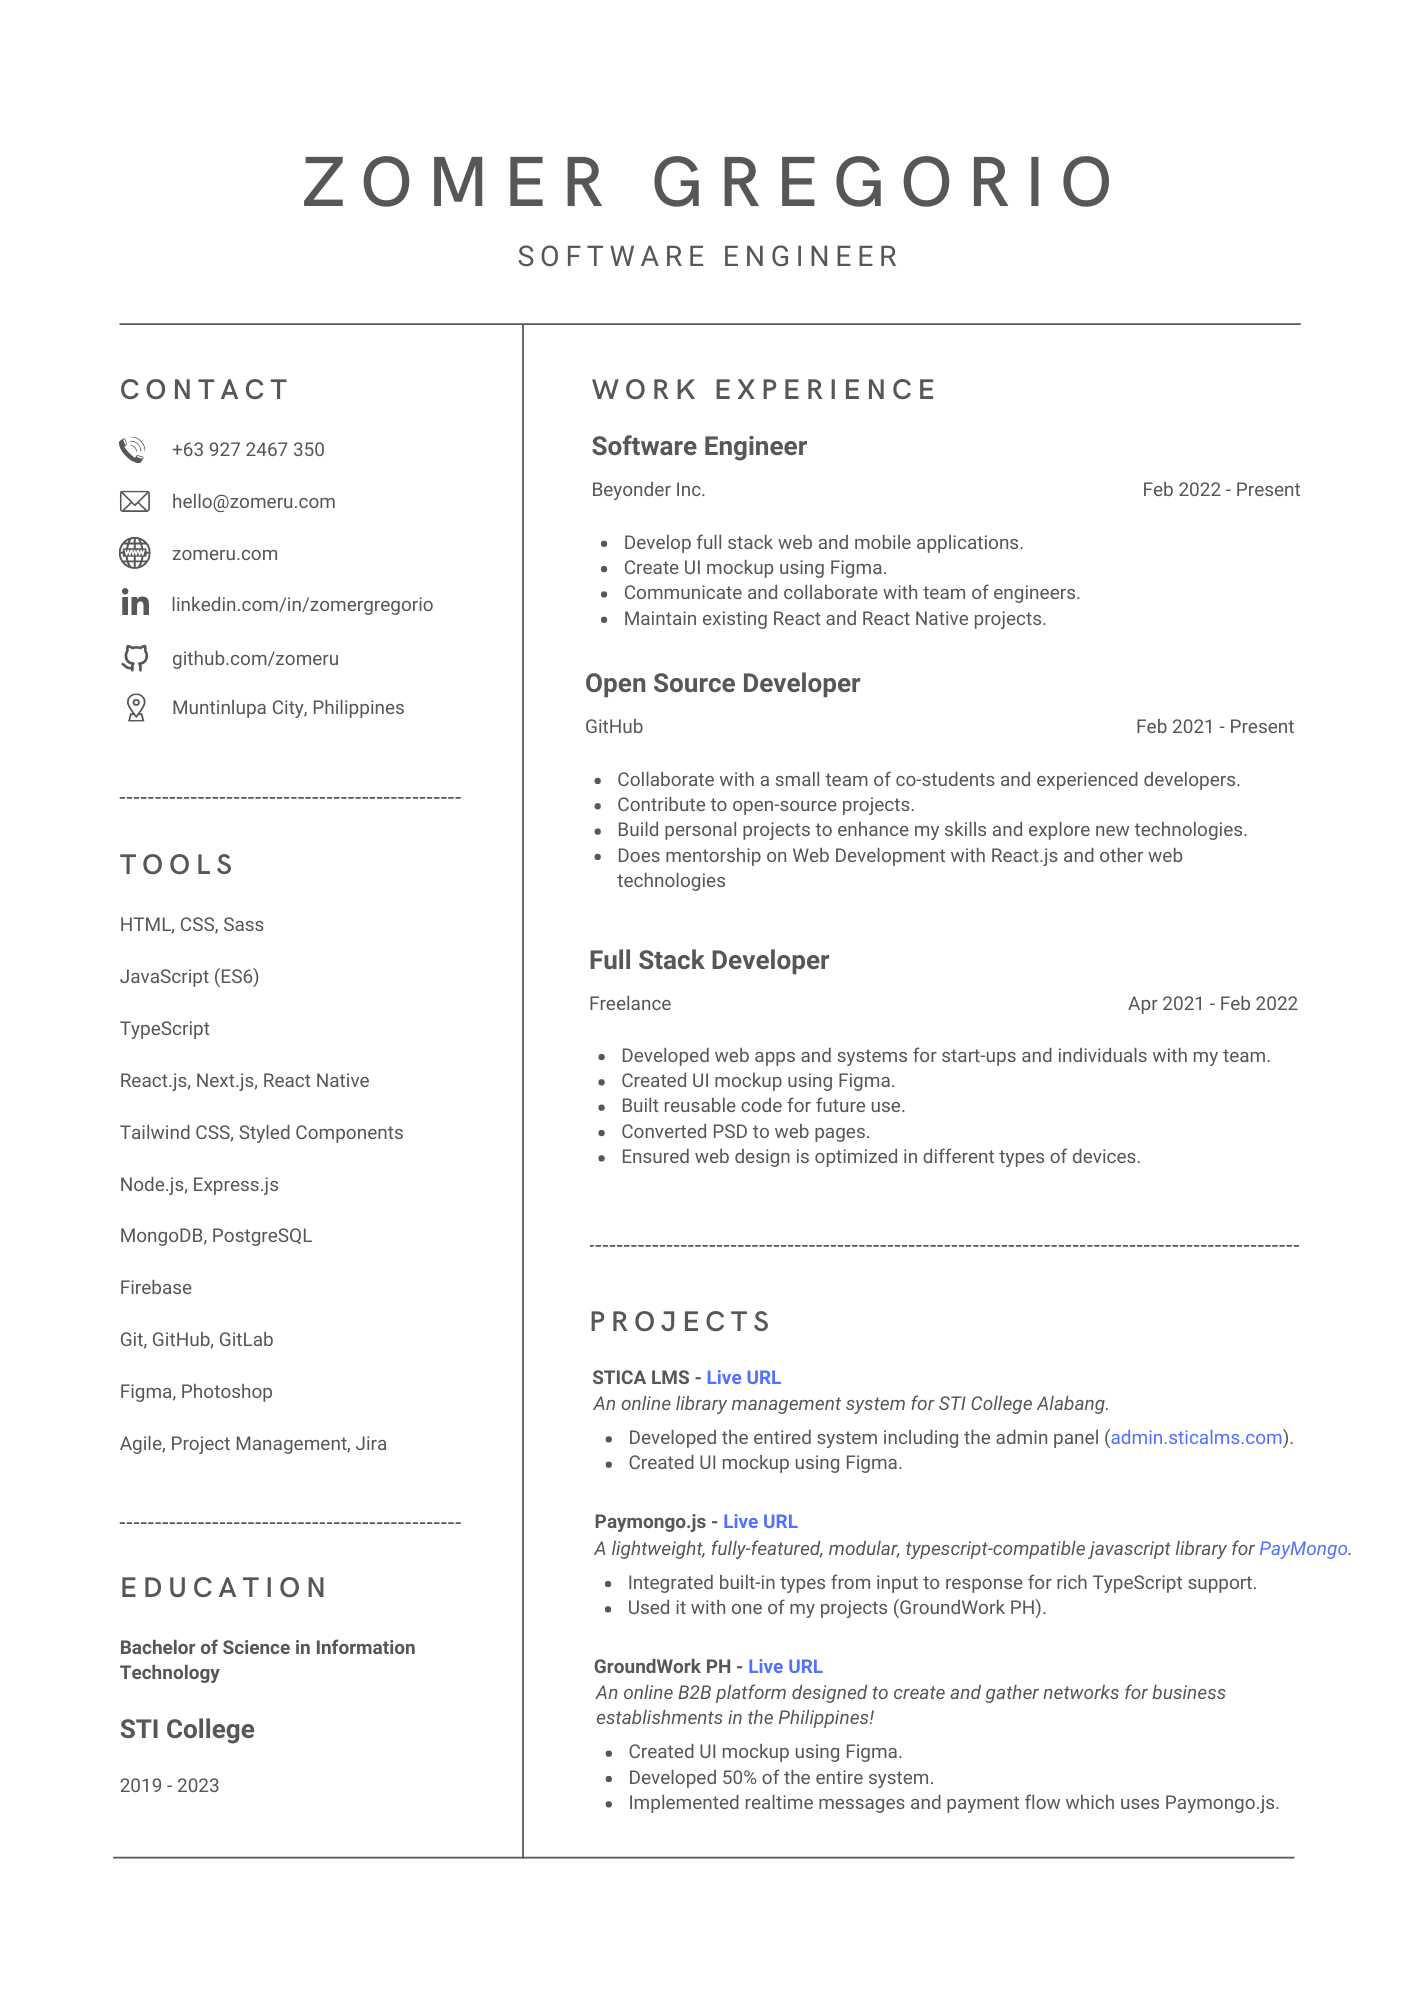 ZOMER GREGORIO
SOFTWARE ENGINEER
CONTACT
+63 927 2467 350
hello@zomeru.com
zomeru.com
linkedin.com/in/zomergregorio
github.com/zomeru
Muntinlupa City, Philippines
TOOLS
HTML, CSS, Sass
JavaScript (ES6)
TypeScript
React.js, Next.js, React Native
Tailwind CSS, Styled Components
Node.js, Express.js
MongoDB, PostgreSQL
Firebase
Git, GitHub, GitLab
Figma, Photoshop
Agile, Project Management, Jira
EDUCATION
Bachelor of Science in Information
Technology
STI College
2019 - 2023
WORK EXPERIENCE
Software Engineer
Beyonder Inc. Feb 2022 - Present
• Develop full stack web and mobile applications.
• Create UI mockup using Figma.
• Communicate and collaborate with team of engineers.
• Maintain existing React and React Native projects.
Open Source Developer
GitHub Feb 2021 - Present
• Collaborate with a small team of co-students and experienced developers.
• Contribute to open-source projects.
• Build personal projects to enhance my skills and explore new technologies.
• Does mentorship on Web Development with React.js and other web
technologies
Full Stack Developer
Freelance Apr 2021 - Feb 2022
• Developed web apps and systems for start-ups and individuals with my team.
• Created UI mockup using Figma.
• Built reusable code for future use.
• Converted PSD to web pages.
• Ensured web design is optimized in different types of devices.
PROJECTS
STICA LMS - Live URL
An online library management system for STI College Alabang.
• Developed the entired system including the admin panel (admin.sticalms.com).
• Created UI mockup using Figma.
Paymongo.js - Live URL
A lightweight, fully-featured, modular, typescript-compatible javascript library for PayMongo.
• Integrated built-in types from input to response for rich TypeScript support.
• Used it with one of my projects (GroundWork PH).
GroundWork PH - Live URL
An online B2B platform designed to create and gather networks for business
establishments in the Philippines!
• Created UI mockup using Figma.
• Developed 50% of the entire system.
• Implemented realtime messages and payment flow which uses Paymongo.js.